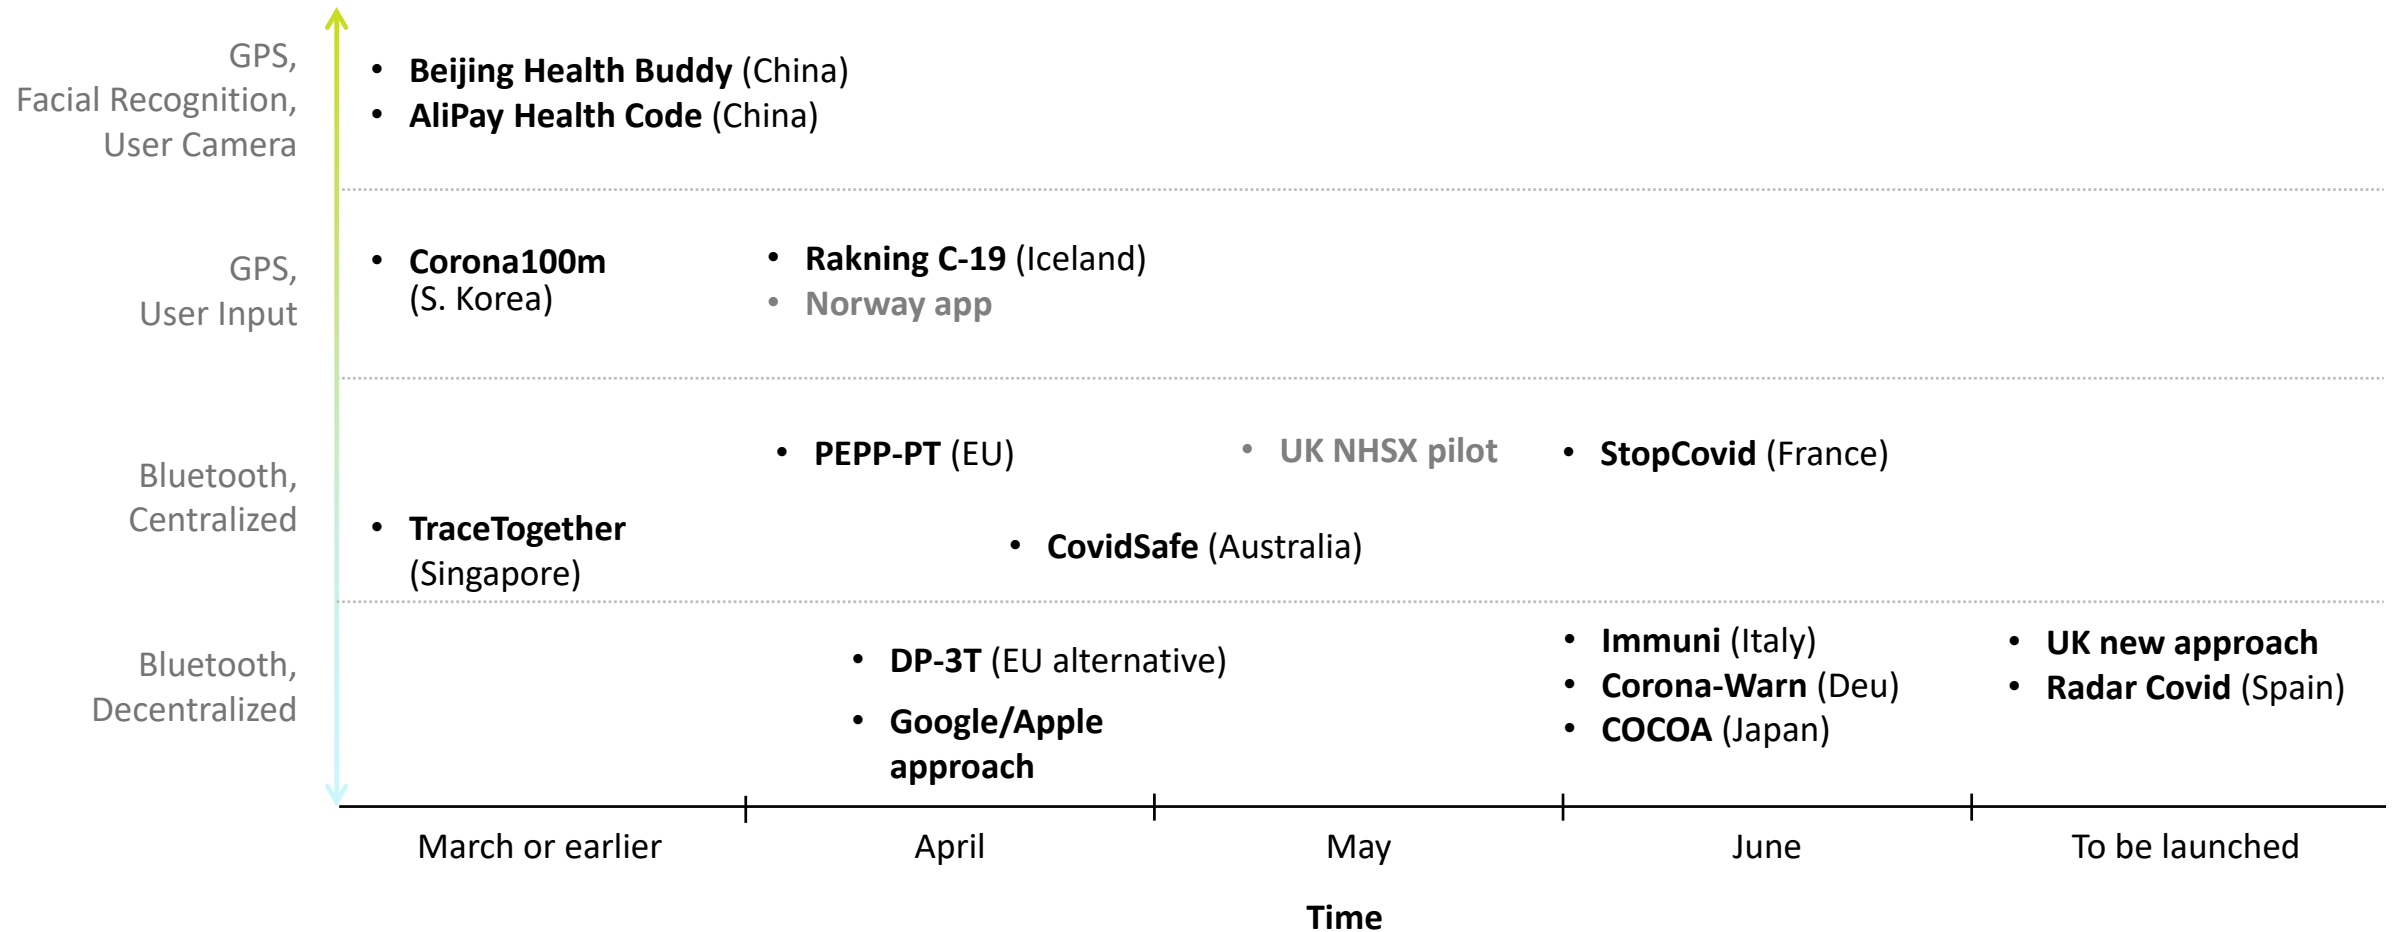 GPS,
Facial Recognition,
User Camera
• Beijing Health Buddy (China)
• AliPay Health Code (China)
GPS,
User Input
• Corona100m
(S. Korea)
• Rakning C-19 (Iceland)
• Norway app
Bluetooth,
Centralized
• TraceTogether
(Singapore)
• PEPP-PT (EU)
• CovidSafe (Australia)
• UK NHSX pilot
• StopCovid (France)
Bluetooth,
Decentralized
• DP-3T (EU alternative)
• Google/Apple
approach
• Immuni (Italy)
• Corona-Warn (Deu)
• COCOA (Japan)
• UK new approach
• Radar Covid (Spain)
March or earlier
April
May
June
To be launched
Time